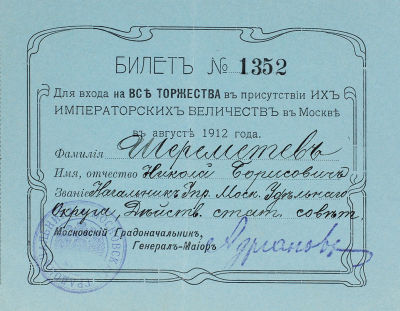 БИЛЕТЪ № 1352
Для входа на ВСѢ ТОРЖЕСТВА въ присутствіи ИХЪ
ИМПЕРАТОРСКИХЪ ВЕЛИЧЕСТВЪ въ Москвѣ
въ августѣ 1912 года.
Фамилія Шереметевъ
Имя, отчество Николай Борисовичъ
Званіе Начальникъ Упр. Моск. Удѣльнаго
Округа, Дѣйств. стат. совѣт.
Московскій Градоначальникъ,
Генералъ-Маіоръ Адріановъ